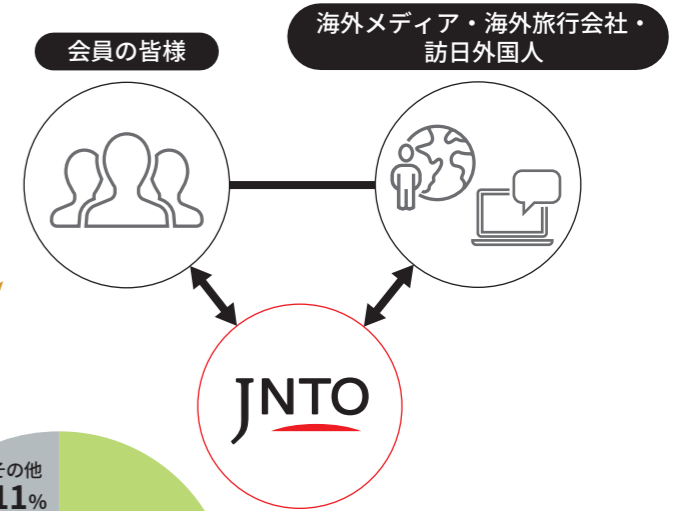 会員の皆様
海外メディア・海外旅行会社・
訪日外国人
JNTO
その他
11%